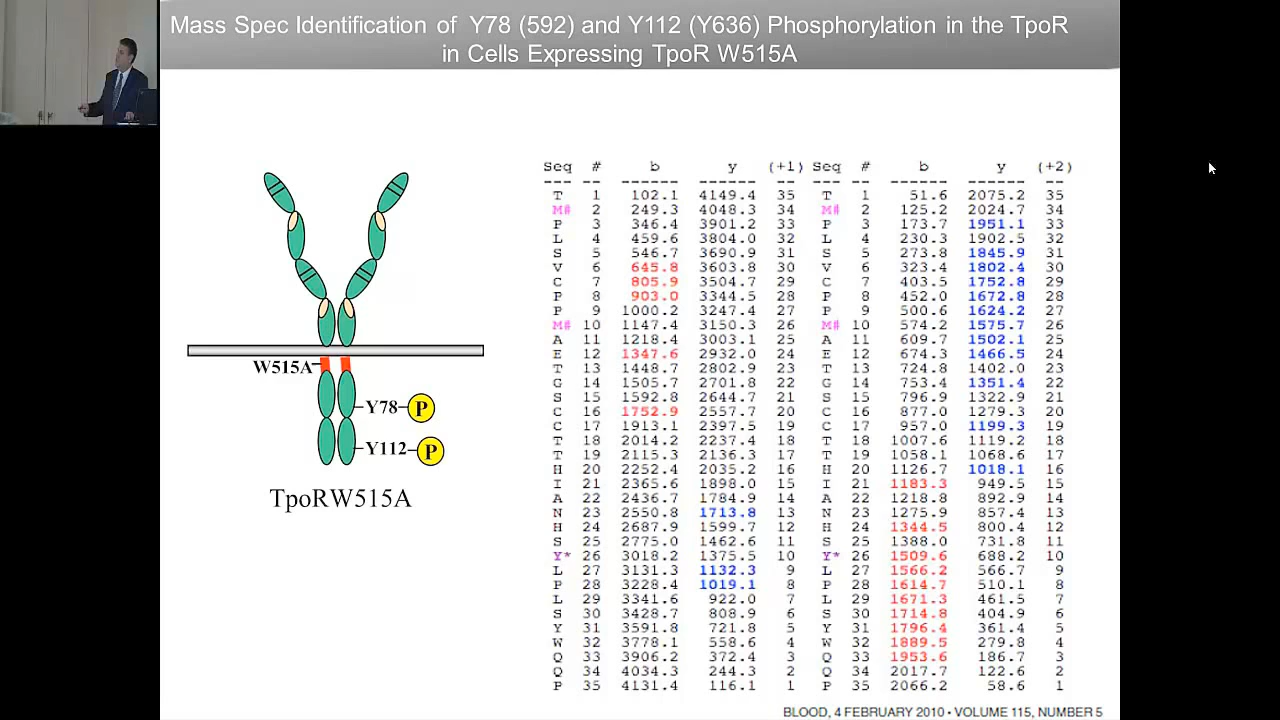 Mass Spec Identification of Y78 (592) and Y112 (Y636) Phosphorylation in the TpoR
in Cells Expressing TpoR W515A
W515A
Y78 P
Y112 P
TpoRW515A
Seq # b y (+1) Seq # b y (+2)
--- -- ------ ------ -- --- -- ------ ------ --
T 1 102.1 4149.4 35 T 1 51.6 2075.2 35
M# 2 249.3 4048.3 34 M# 2 125.2 2024.7 34
P 3 346.4 3901.2 33 P 3 173.7 1951.1 33
L 4 459.6 3804.0 32 L 4 230.3 1902.5 32
S 5 546.7 3690.9 31 S 5 273.8 1845.9 31
V 6 645.8 3603.8 30 V 6 323.4 1802.4 30
C 7 805.9 3504.7 29 C 7 403.5 1752.8 29
P 8 903.0 3344.5 28 P 8 452.0 1672.8 28
P 9 1000.2 3247.4 27 P 9 500.6 1624.2 27
M# 10 1147.4 3150.3 26 M# 10 574.2 1575.7 26
A 11 1218.4 3003.1 25 A 11 609.7 1502.1 25
E 12 1347.6 2932.0 24 E 12 674.3 1466.5 24
T 13 1448.7 2802.9 23 T 13 724.8 1402.0 23
G 14 1505.7 2701.8 22 G 14 753.4 1351.4 22
S 15 1592.8 2644.7 21 S 15 796.9 1322.9 21
C 16 1752.9 2557.7 20 C 16 877.0 1279.3 20
C 17 1913.1 2397.5 19 C 17 957.0 1199.3 19
T 18 2014.2 2237.4 18 T 18 1007.6 1119.2 18
T 19 2115.3 2136.3 17 T 19 1058.1 1068.6 17
H 20 2252.4 2035.2 16 H 20 1126.7 1018.1 16
I 21 2365.6 1898.0 15 I 21 1183.3 949.5 15
A 22 2436.7 1784.9 14 A 22 1218.8 892.9 14
N 23 2550.8 1713.8 13 N 23 1275.9 857.4 13
H 24 2687.9 1599.7 12 H 24 1344.5 800.4 12
S 25 2775.0 1462.6 11 S 25 1388.0 731.8 11
Y* 26 3018.2 1375.5 10 Y* 26 1509.6 688.2 10
L 27 3131.3 1132.3 9 L 27 1566.2 566.7 9
P 28 3228.4 1019.1 8 P 28 1614.7 510.1 8
L 29 3341.6 922.0 7 L 29 1671.3 461.5 7
S 30 3428.7 808.9 6 S 30 1714.8 404.9 6
Y 31 3591.8 721.8 5 Y 31 1796.4 361.4 5
W 32 3778.1 558.6 4 W 32 1889.5 279.8 4
Q 33 3906.2 372.4 3 Q 33 1953.6 186.7 3
Q 34 4034.3 244.3 2 Q 34 2017.7 122.6 2
P 35 4131.4 116.1 1 P 35 2066.2 58.6 1
BLOOD, 4 FEBRUARY 2010 • VOLUME 115, NUMBER 5